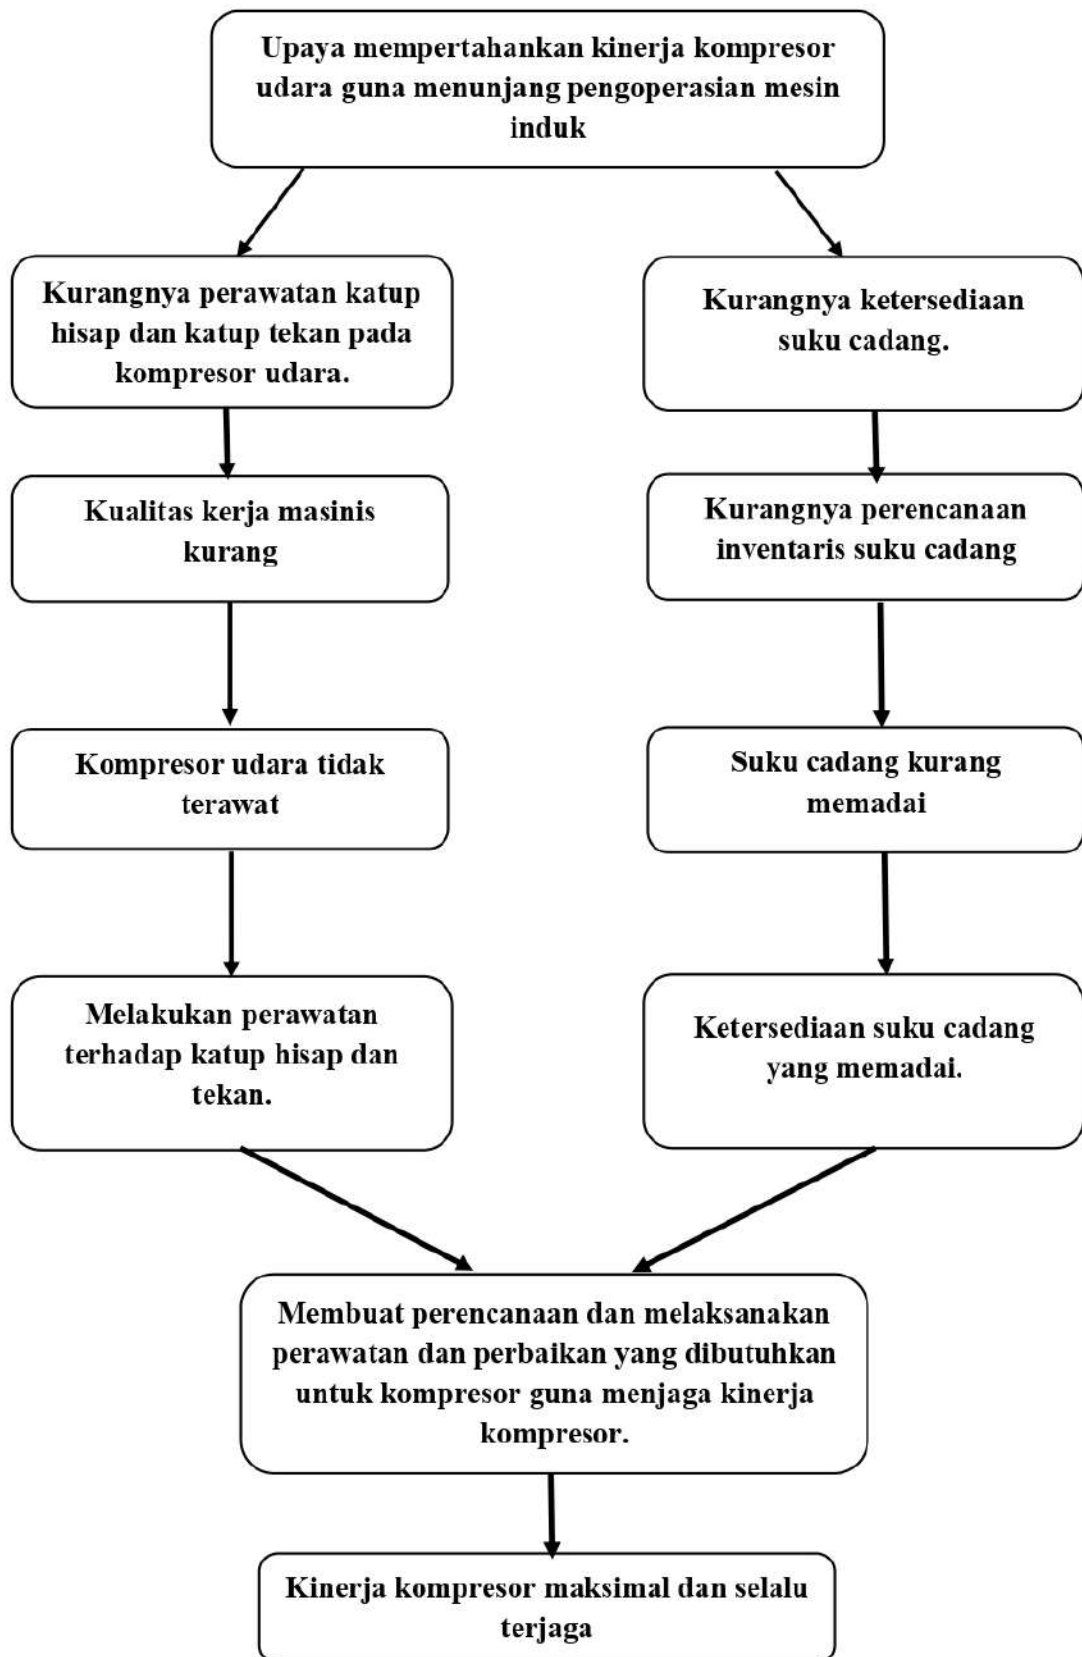 Upaya mempertahankan kinerja kompresor
udara guna menunjang pengoperasian mesin
induk
Kurangnya perawatan katup
hisap dan katup tekan pada
kompresor udara.
Kurangnya ketersediaan
suku cadang.
Kualitas kerja masinis
kurang
Kurangnya perencanaan
inventaris suku cadang
Kompresor udara tidak
terawat
Suku cadang kurang
memadai
Melakukan perawatan
terhadap katup hisap dan
tekan.
Ketersediaan suku cadang
yang memadai.
Membuat perencanaan dan melaksanakan
perawatan dan perbaikan yang dibutuhkan
untuk kompresor guna menjaga kinerja
kompresor.
Kinerja kompresor maksimal dan selalu
terjaga